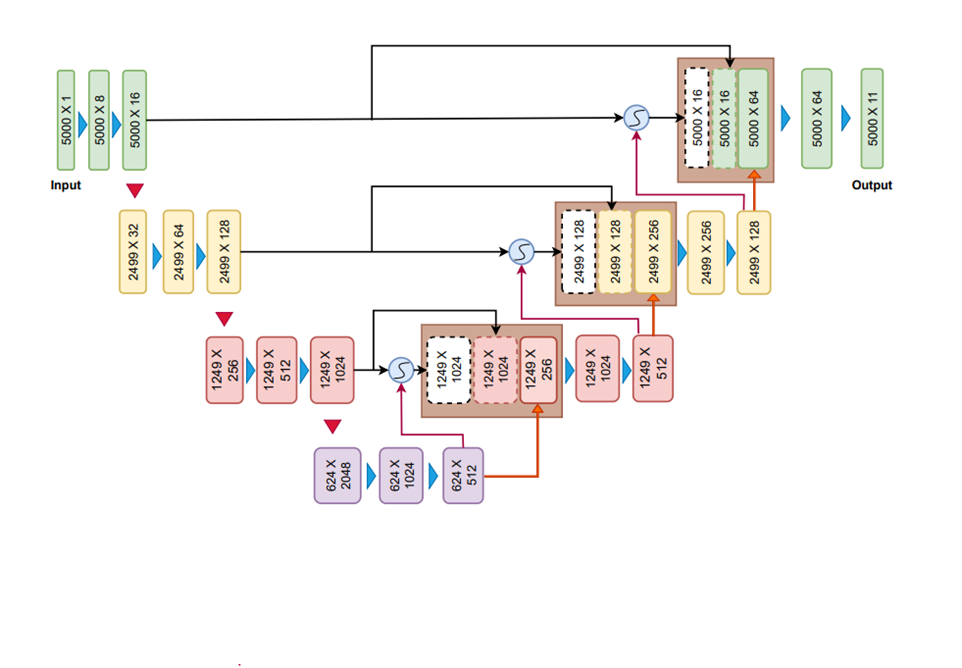 5000 X 1
5000 X 8
5000 X 16
5000 X 16
5000 X 16
5000 X 64
5000 X 64
5000 X 11
Input
Output
2499 X 32
2499 X 64
2499 X 128
2499 X 128
2499 X 128
2499 X 256
2499 X 256
2499 X 128
1249 X
256
1249 X
512
1249 X
1024
1249 X
1024
1249 X
1024
1249 X
256
1249 X
1024
1249 X
512
624 X
2048
624 X
1024
624 X
512